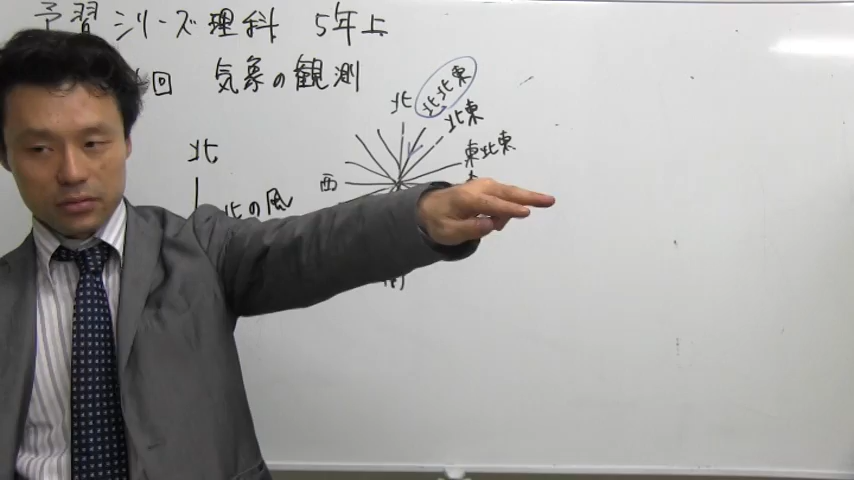 予習シリーズ理科 5年上
回 気象の観測
北
北の風
北
北北東
北東
東北東
西
南